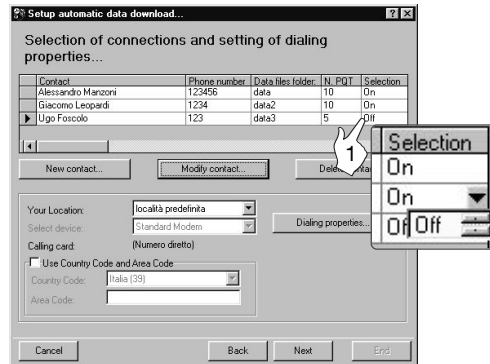 Setup automatic data download...
Selection of connections and setting of dialing
properties...
Contact Phone number Data files folder: N. PQT Selection
Alessandro Manzoni 123456 data 10 On
Giacomo Leopardi 1234 data2 10 On
Ugo Foscolo 123 data3 5 Off
1
Selection
On
On
Of Off
New contact... Modify contact... Delete conta
Your Location: località predefinita
Select device: Standard Modem
Dialing properties...
Calling card: (Numero diretto)
Use Country Code and Area Code
Country Code: Italia (39)
Area Code:
Cancel Back Next End